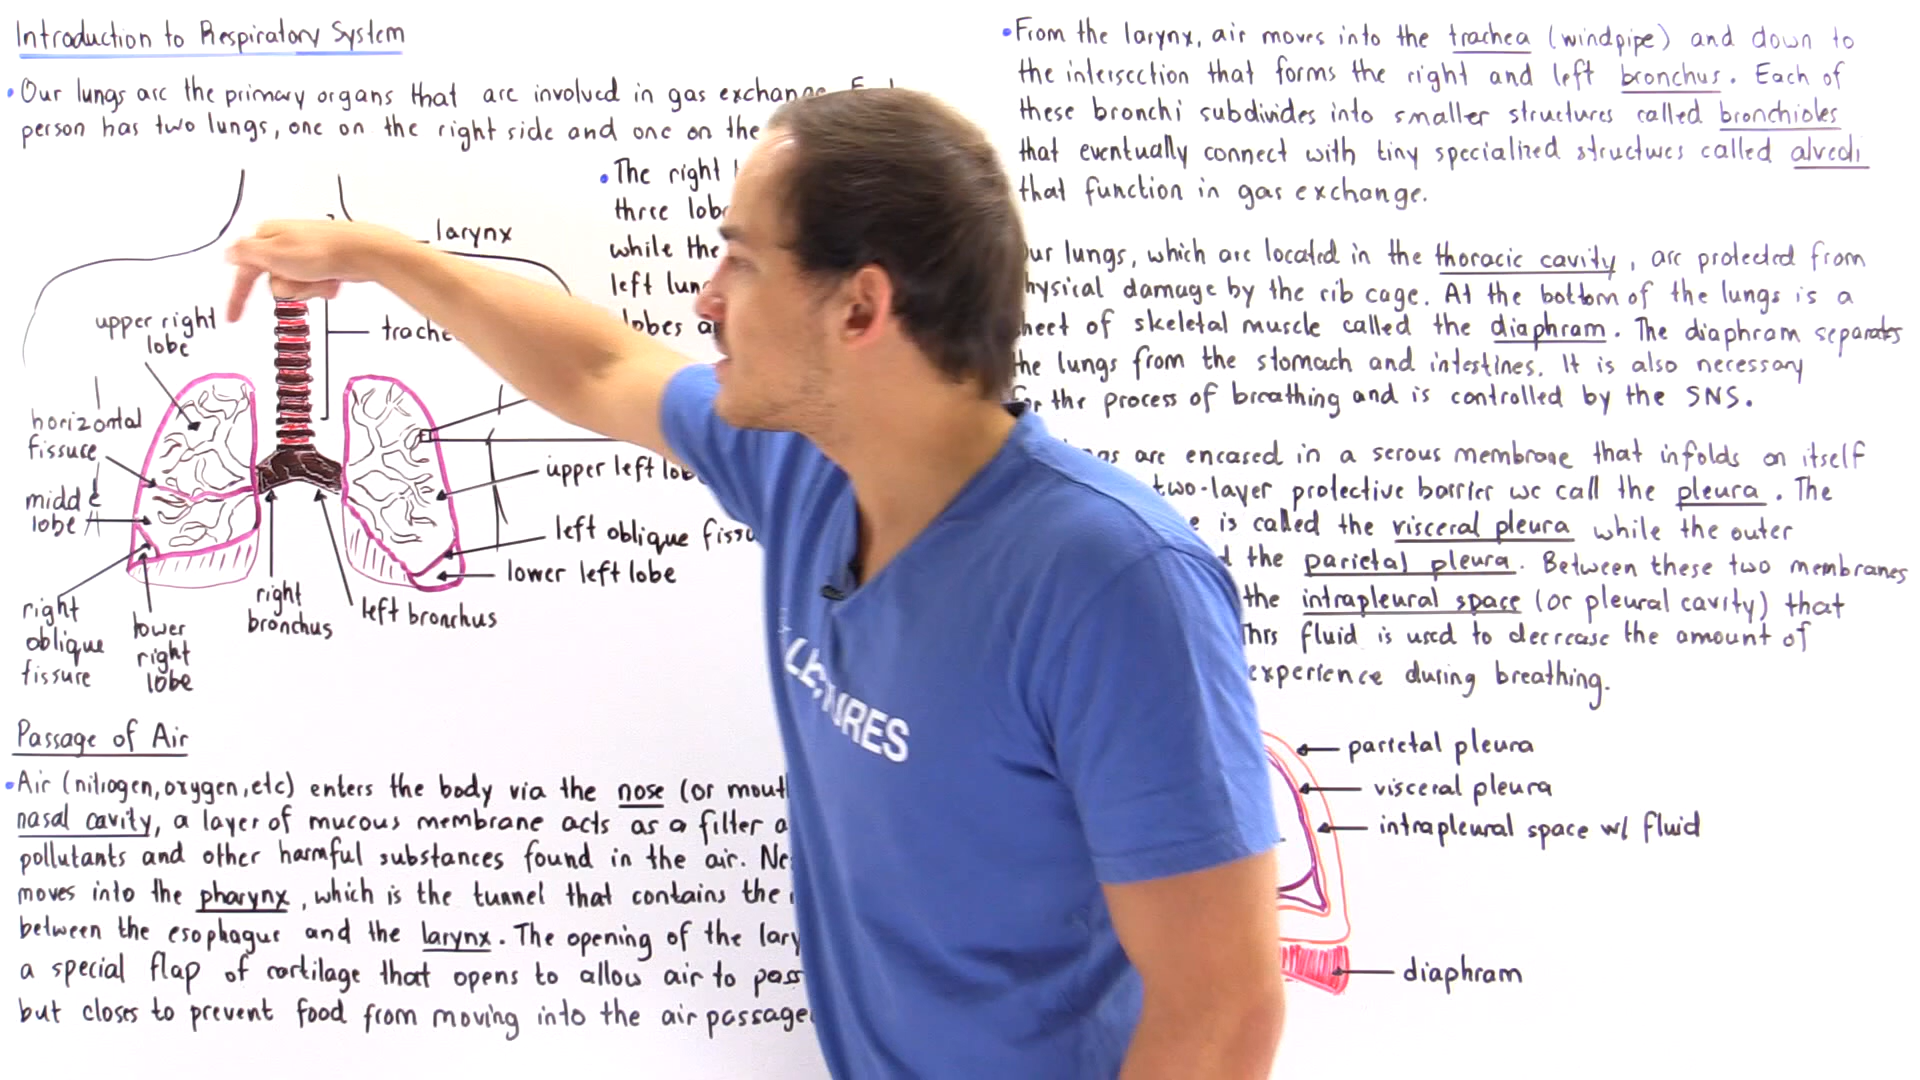 Introduction to Respiratory System
• Our lungs are the primary organs that are involved in gas exchange.
person has two lungs, one on the right side and one on the
• The right
three
while the
left
larynx
upper right
lobe
horizontal
fissure
middle
lobe
upper left
left oblique
lower left lobe
right
oblique
fissure
lower
right
lobe
right
bronchus
left bronchus
Passage of Air
• Air (nitrogen, oxygen, etc) enters the body via the nose (or
nasal cavity, a layer of mucous membrane acts as a filter
pollutants and other harmful substances found in the air.
moves into the pharynx, which is the tunnel that contains the
between the esophagus and the larynx. The opening of the
a special flap of cartilage that opens to allow air to
but closes to prevent food from moving into the air
• From the larynx, air moves into the trachea (windpipe) and down to
the intersection that forms the right and left bronchus. Each of
these bronchi subdivides into smaller structures called bronchioles
that eventually connect with tiny specialized structures called alveoli
that function in gas exchange.
lungs, which are located in the thoracic cavity, are protected from
damage by the rib cage. At the bottom of the lungs is a
of skeletal muscle called the diaphram. The diaphram separates
the lungs from the stomach and intestines. It is also necessary
for the process of breathing and is controlled by the SNS.
are encased in a serous membrane that infolds on itself
two-layer protective barrier we call the pleura. The
is called the visceral pleura while the outer
the parietal pleura. Between these two membranes
the intrapleural space (or pleural cavity) that
This fluid is used to decrease the amount of
experience during breathing.
parietal pleura
visceral pleura
intrapleural space w/ fluid
diaphram
LECTURES